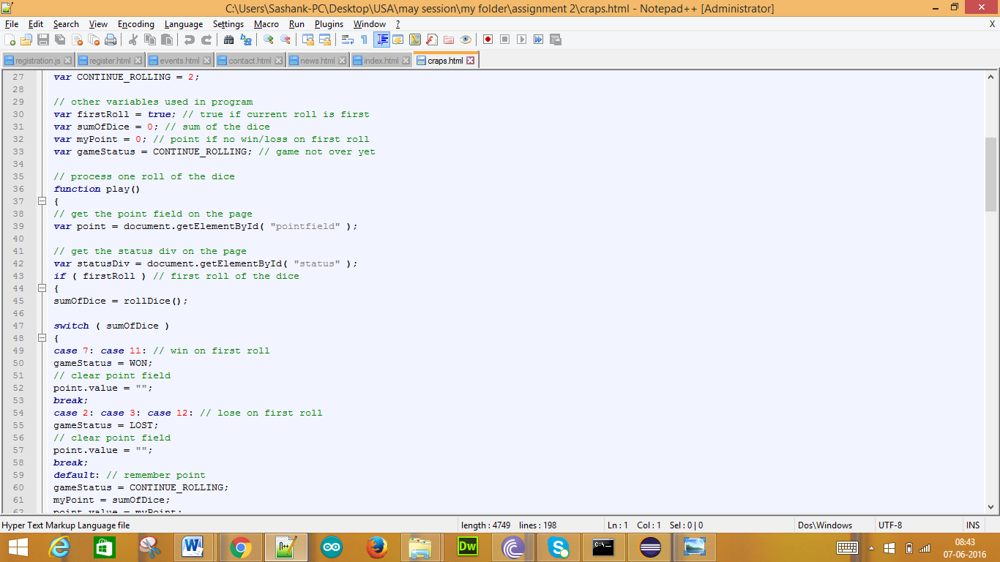 C:\Users\Sashank-PC\Desktop\USA\may session\my folder\assignment 2\craps.html - Notepad++ [Administrator]
File Edit Search View Encoding Language Settings Macro Run Plugins Window ? X
registration.js register.html events.html contact.html news.html index.html craps.html
27 var CONTINUE_ROLLING = 2;
28
29 // other variables used in program
30 var firstRoll = true; // true if current roll is first
31 var sumOfDice = 0; // sum of the dice
32 var myPoint = 0; // point if no win/loss on first roll
33 var gameStatus = CONTINUE_ROLLING; // game not over yet
34
35 // process one roll of the dice
36 function play()
37 {
38 // get the point field on the page
39 var point = document.getElementById( "pointfield" );
40
41 // get the status div on the page
42 var statusDiv = document.getElementById( "status" );
43 if ( firstRoll ) // first roll of the dice
44 {
45 sumOfDice = rollDice();
46
47 switch ( sumOfDice )
48 {
49 case 7: case 11: // win on first roll
50 gameStatus = WON;
51 // clear point field
52 point.value = "";
53 break;
54 case 2: case 3: case 12: // lose on first roll
55 gameStatus = LOST;
56 // clear point field
57 point.value = "";
58 break;
59 default: // remember point
60 gameStatus = CONTINUE_ROLLING;
61 myPoint = sumOfDice;
62 point.value = myPoint;
Hyper Text Markup Language file length : 4749 lines : 198 Ln : 1 Col : 1 Sel : 0 | 0 Dos\Windows UTF-8 INS
W n++ Dw S C:\_
08:43
07-06-2016